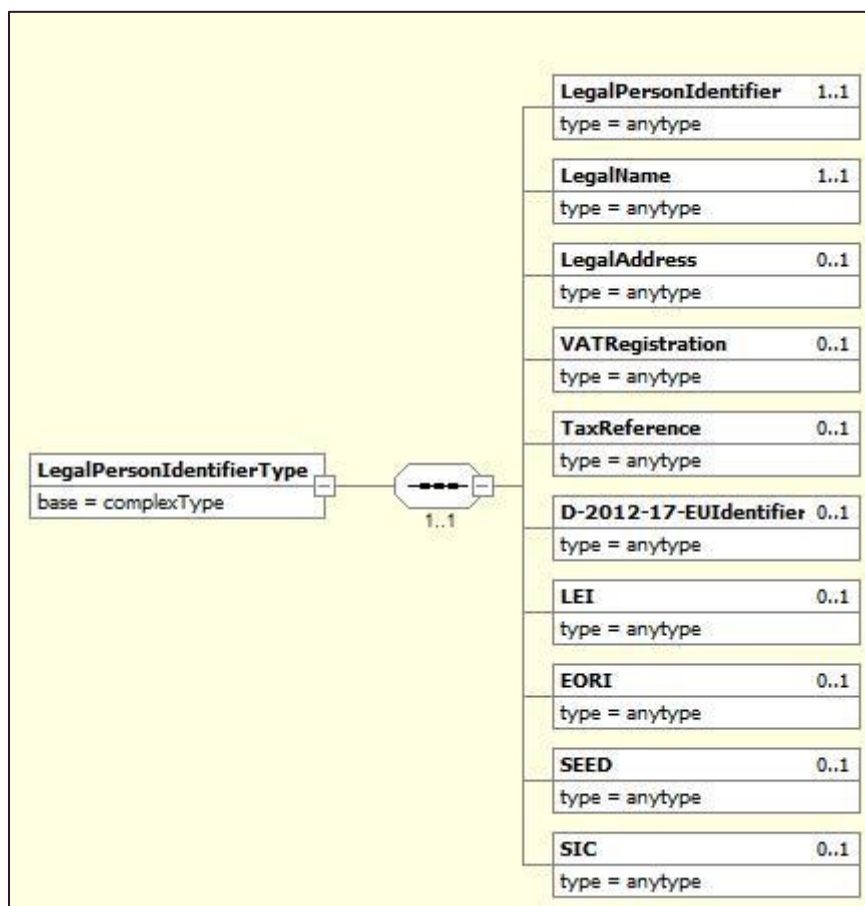 LegalPersonIdentifier 1..1
type = anytype
LegalName 1..1
type = anytype
LegalAddress 0..1
type = anytype
VATRegistration 0..1
type = anytype
TaxReference 0..1
type = anytype
LegalPersonIdentifierType
base = complexType
1..1
D-2012-17-EUIdentifier 0..1
type = anytype
LEI 0..1
type = anytype
EORI 0..1
type = anytype
SEED 0..1
type = anytype
SIC 0..1
type = anytype